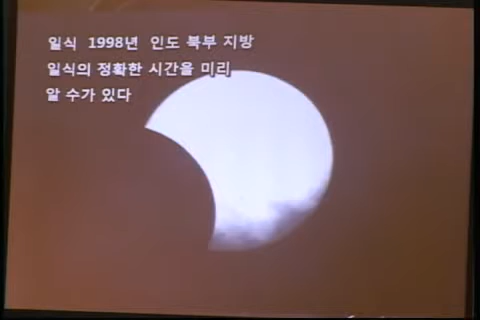 일식 1998년 인도 북부 지방
일식의 정확한 시간을 미리
알 수가 있다